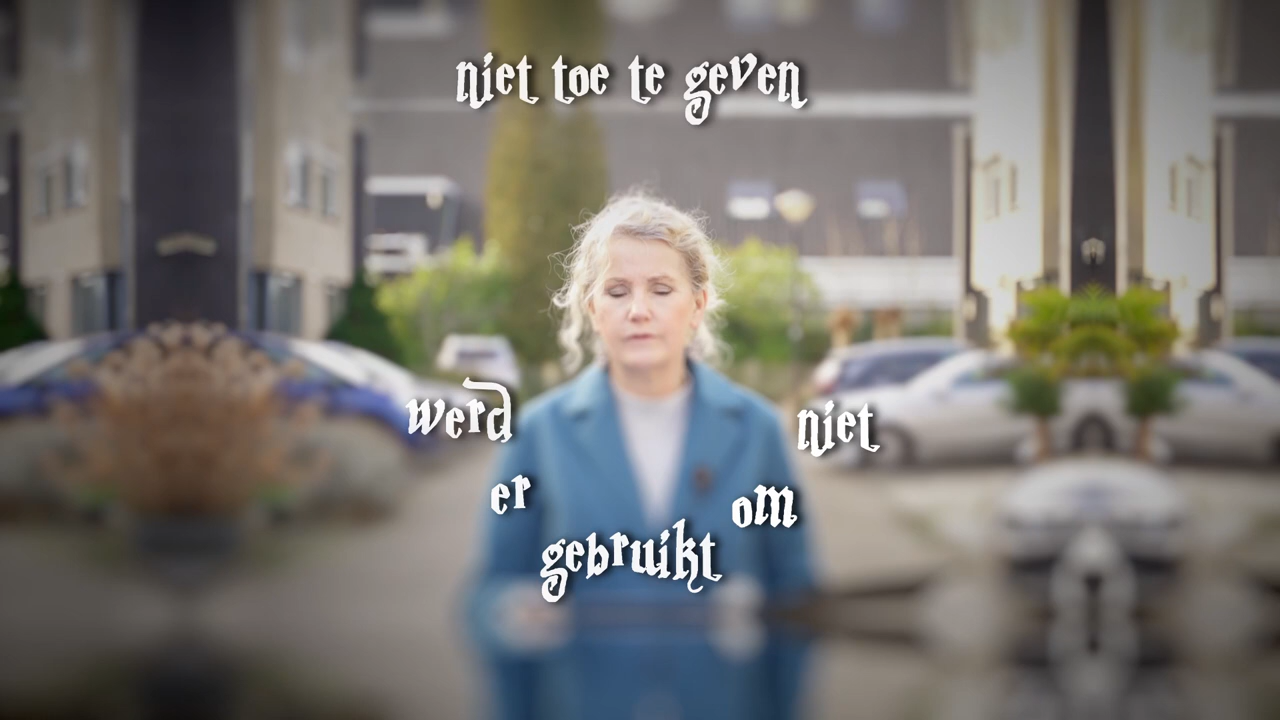 niet toe te geven
werd
er
gebruikt
om
niet